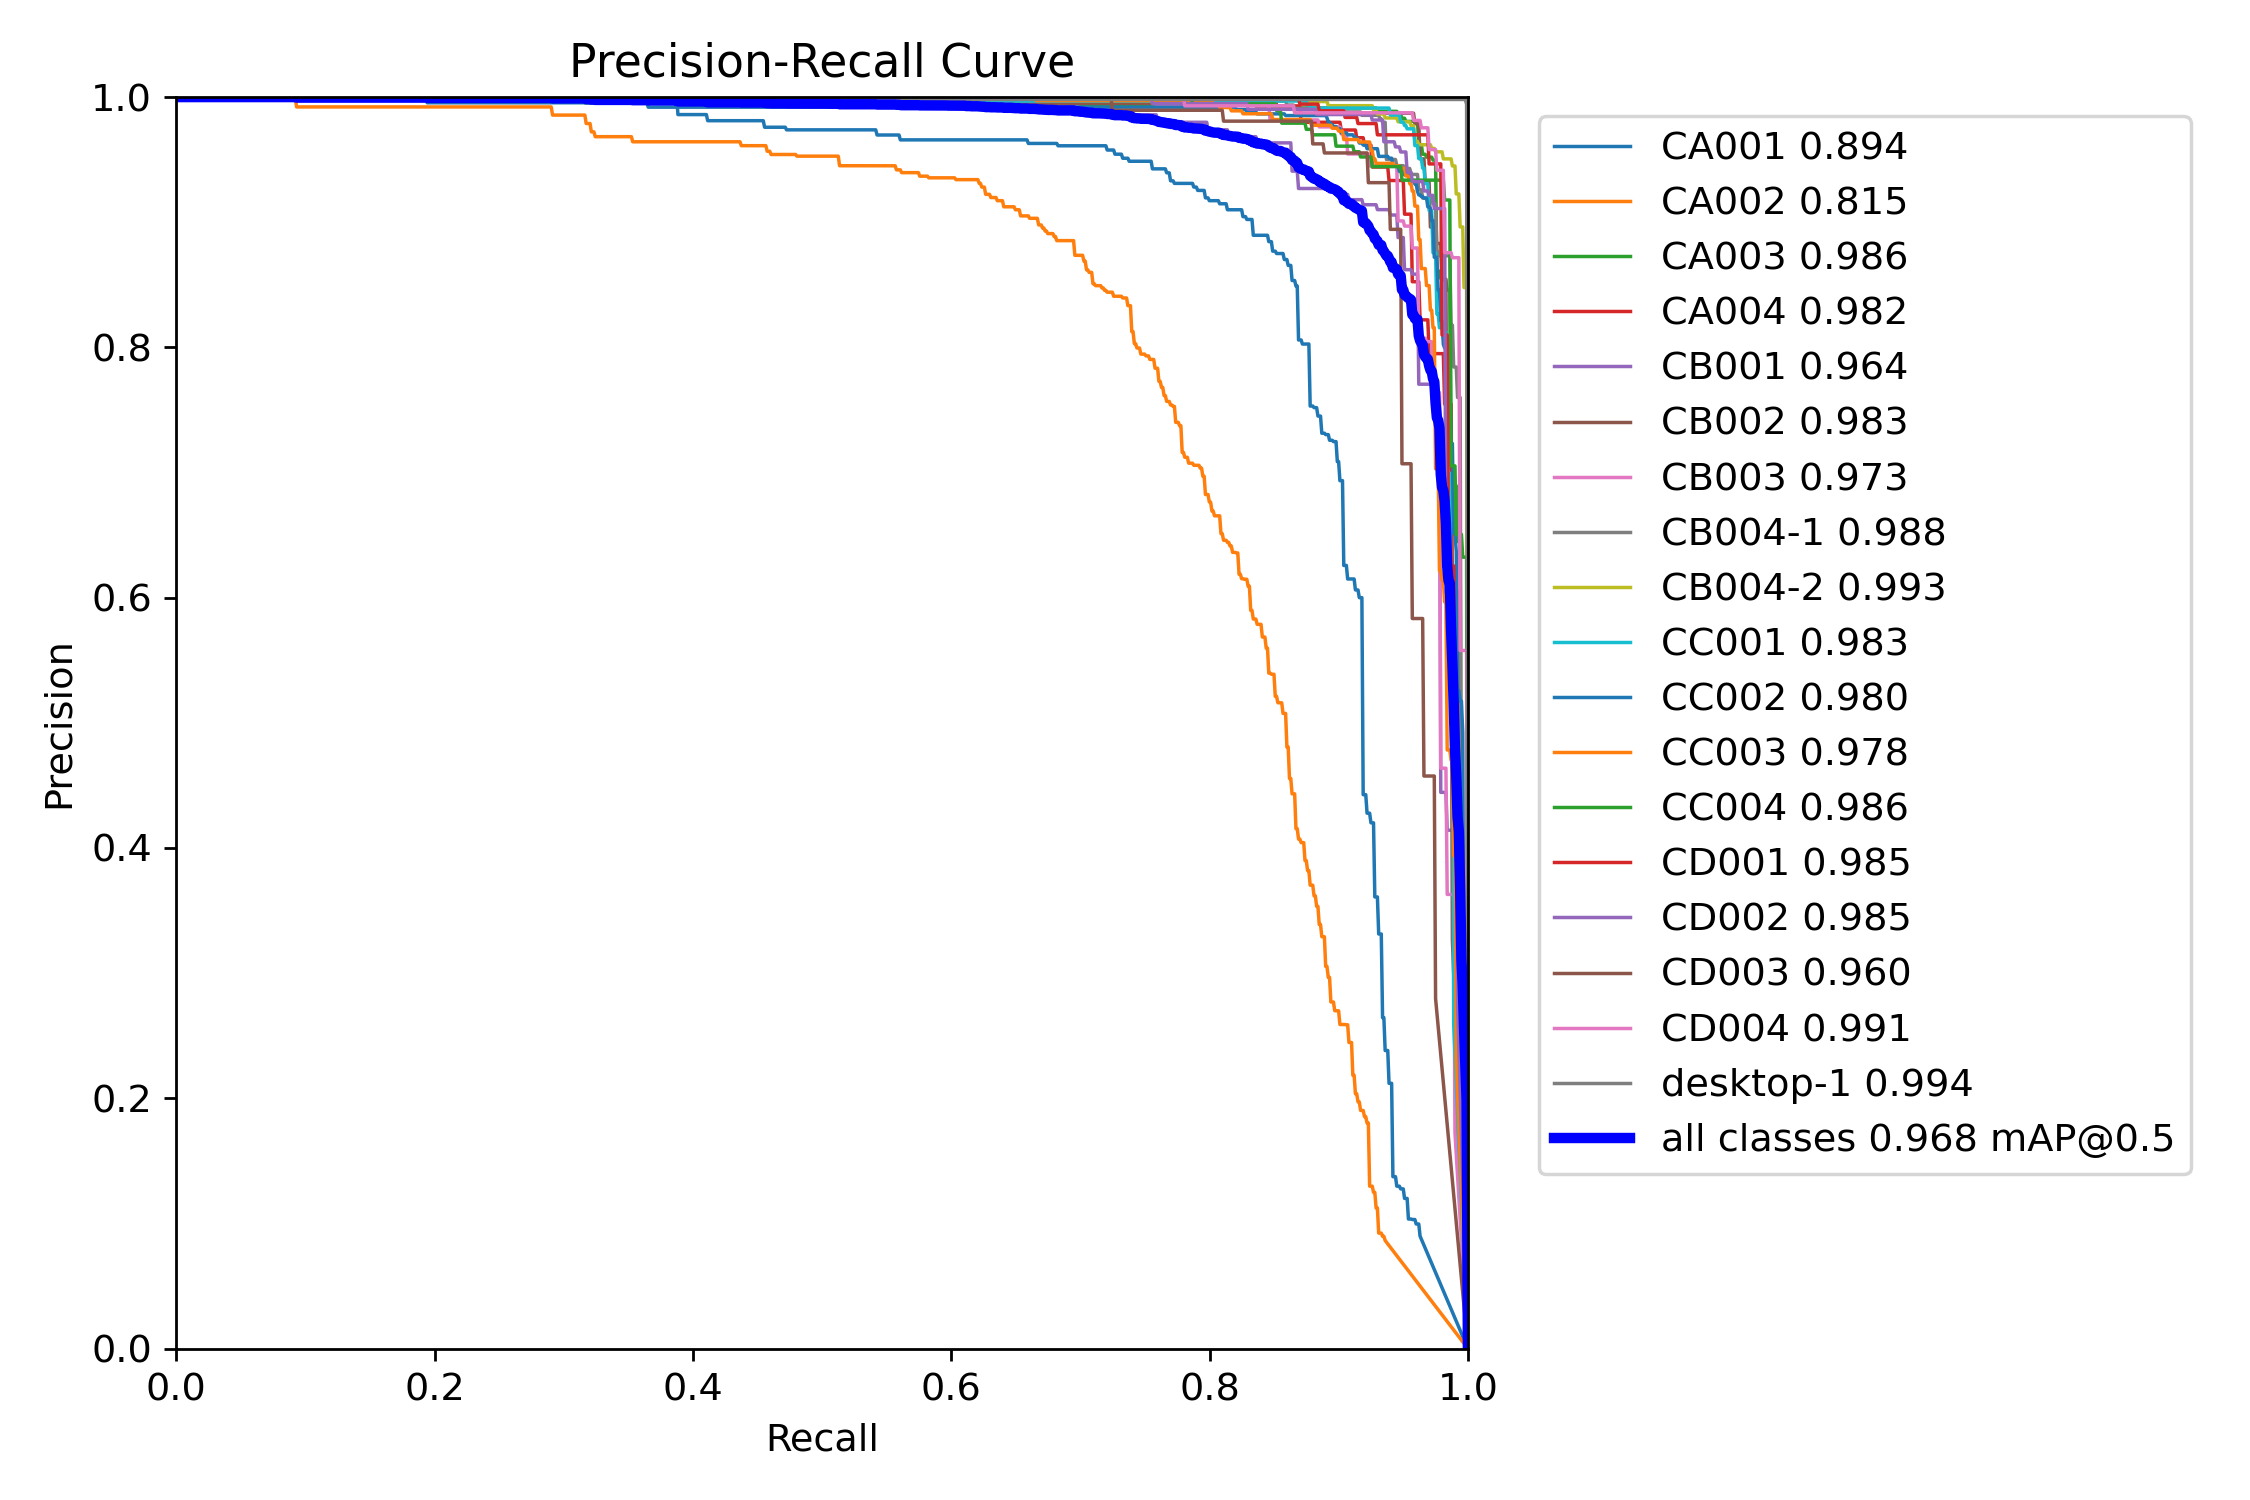 Precision-Recall Curve
1.0
0.8
0.6
0.4
0.2
0.0
Precision
0.0 0.2 0.4 0.6 0.8 1.0
Recall
CA001 0.894
CA002 0.815
CA003 0.986
CA004 0.982
CB001 0.964
CB002 0.983
CB003 0.973
CB004-1 0.988
CB004-2 0.993
CC001 0.983
CC002 0.980
CC003 0.978
CC004 0.986
CD001 0.985
CD002 0.985
CD003 0.960
CD004 0.991
desktop-1 0.994
all classes 0.968 mAP@0.5